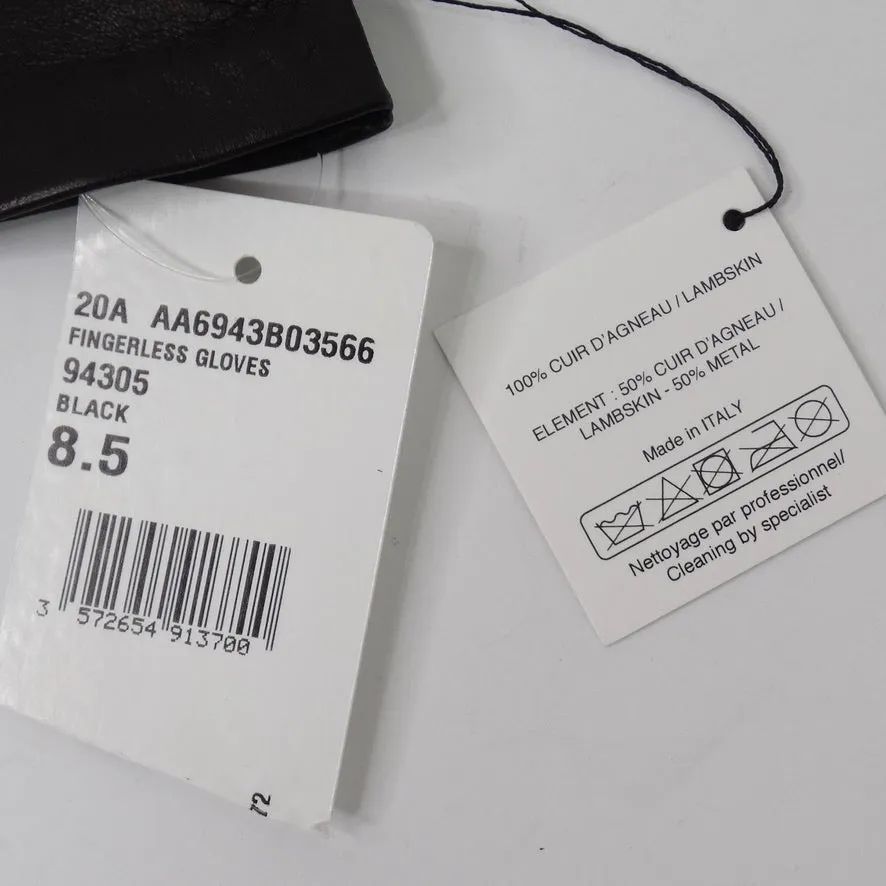 20A AA6943B03566
FINGERLESS GLOVES
94305
BLACK
8.5
3 572654 913700
72
100% CUIR D'AGNEAU / LAMBSKIN
ELEMENT : 50% CUIR D'AGNEAU /
LAMBSKIN - 50% METAL
Made in ITALY
Nettoyage par professionnel/
Cleaning by specialist